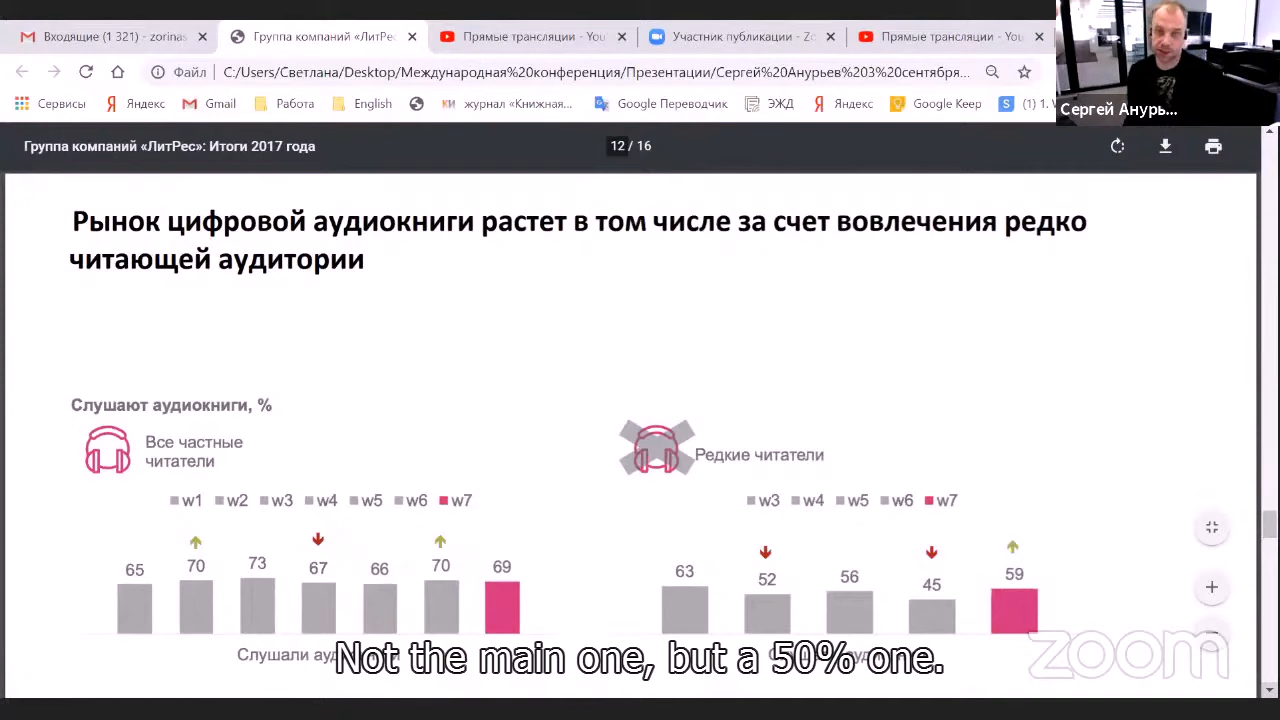 Входящие (1 321) - zorinas
Группа компаний «ЛитРес
Прямые трансляции - You
Участник публикации - Zo
Прямые трансляции - You
Файл
C:/Users/Светлана/Desktop/Международная%20конференция/Презентации/Сергей%20Анурьев%203%20сентября...
Сервисы
Яндекс
Gmail
Работа
English
журнал «Книжная...
Google Переводчик
ЭЖД
Яндекс
Google Keep
(1) 1.
Сергей Анурь...
Группа компаний «ЛитРес»: Итоги 2017 года
12 / 16
Рынок цифровой аудиокниги растет в том числе за счет вовлечения редко
читающей аудитории
Слушают аудиокниги, %
Все частные
читатели
w1 w2 w3 w4 w5 w6 w7
65 70 73 67 66 70 69
Слушали
Редкие читатели
w3 w4 w5 w6 w7
63 52 56 45 59
Not the main one, but a 50% one.
zoom